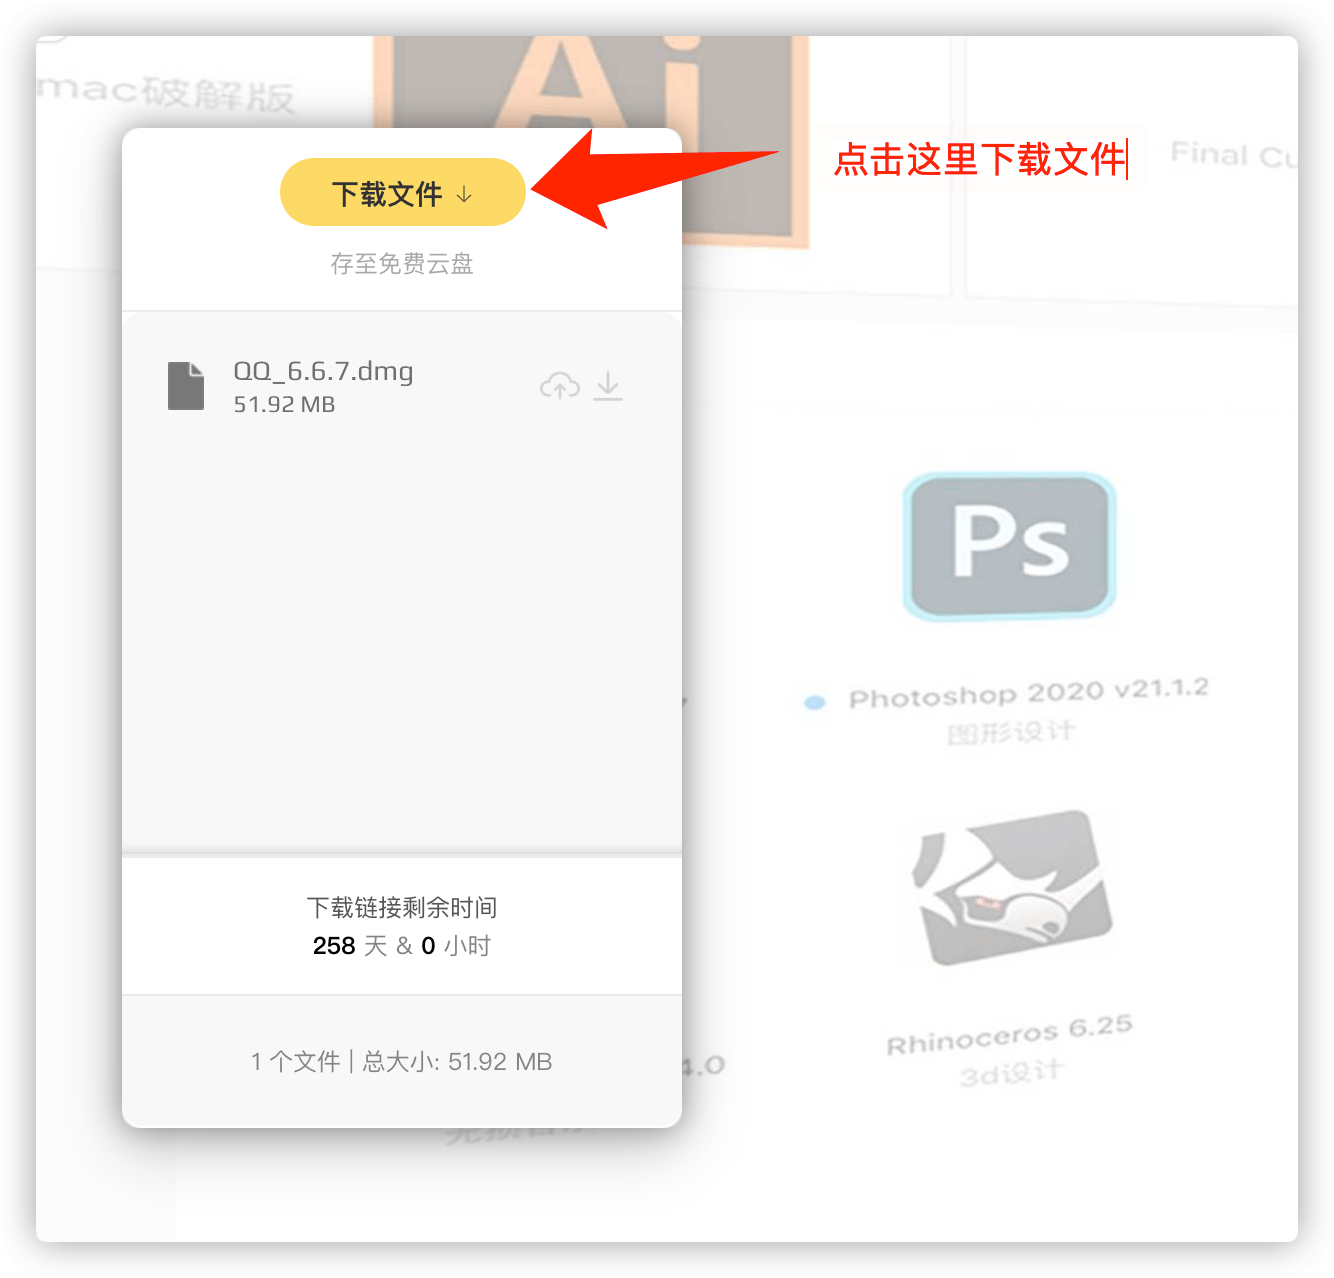 mac破解版
Ai
下载文件 ↓
点击这里下载文件
Final Cu
存至免费云盘
QQ_6.6.7.dmg
51.92 MB
Ps
Photoshop 2020 v21.1.2
图形设计
下载链接剩余时间
258 天 & 0 小时
Rhinoceros 6.25
3d设计
1 个文件 | 总大小: 51.92 MB
4.0